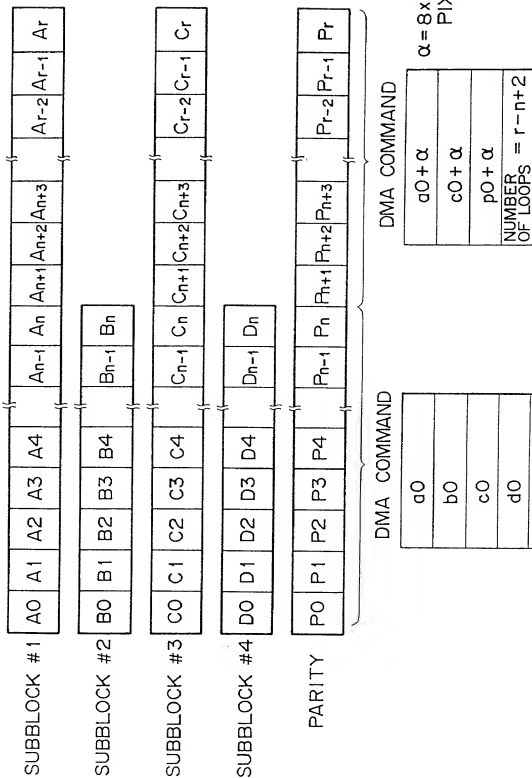 SUBBLOCK #1 A0 A1 A2 A3 A4 An-1 An An+1 An+2 An+3 Ar-2 Ar-1 Ar
SUBBLOCK #2 B0 B1 B2 B3 B4 Bn-1 Bn
SUBBLOCK #3 C0 C1 C2 C3 C4 Cn-1 Cn Cn+1 Cn+2 Cn+3 Cr-2 Cr-1 Cr
SUBBLOCK #4 D0 D1 D2 D3 D4 Dn-1 Dn
PARITY P0 P1 P2 P3 P4 Pn-1 Pn Pn+1 Pn+2 Pn+3 Pr-2 Pr-1 Pr
DMA COMMAND
a0
b0
c0
d0
DMA COMMAND
a0+α
c0+α
p0+α
NUMBER
OF LOOPS = r-n+2
α = 8x